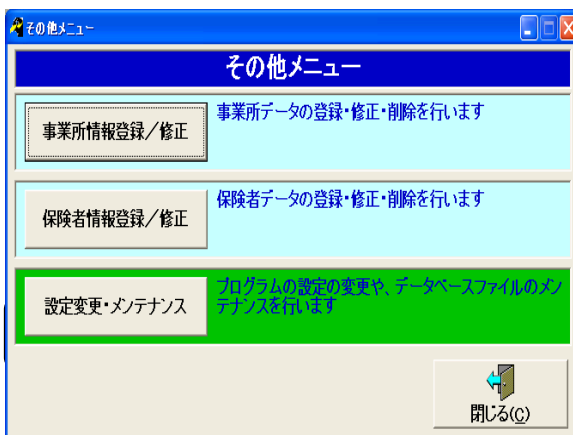 その他メニュー
その他メニュー
事業所情報登録／修正
事業所データの登録・修正・削除を行います
保険者情報登録／修正
保険者データの登録・修正・削除を行います
設定変更・メンテナンス
プログラムの設定の変更や、データベースファイルのメン
テナンスを行います
閉じる(C)